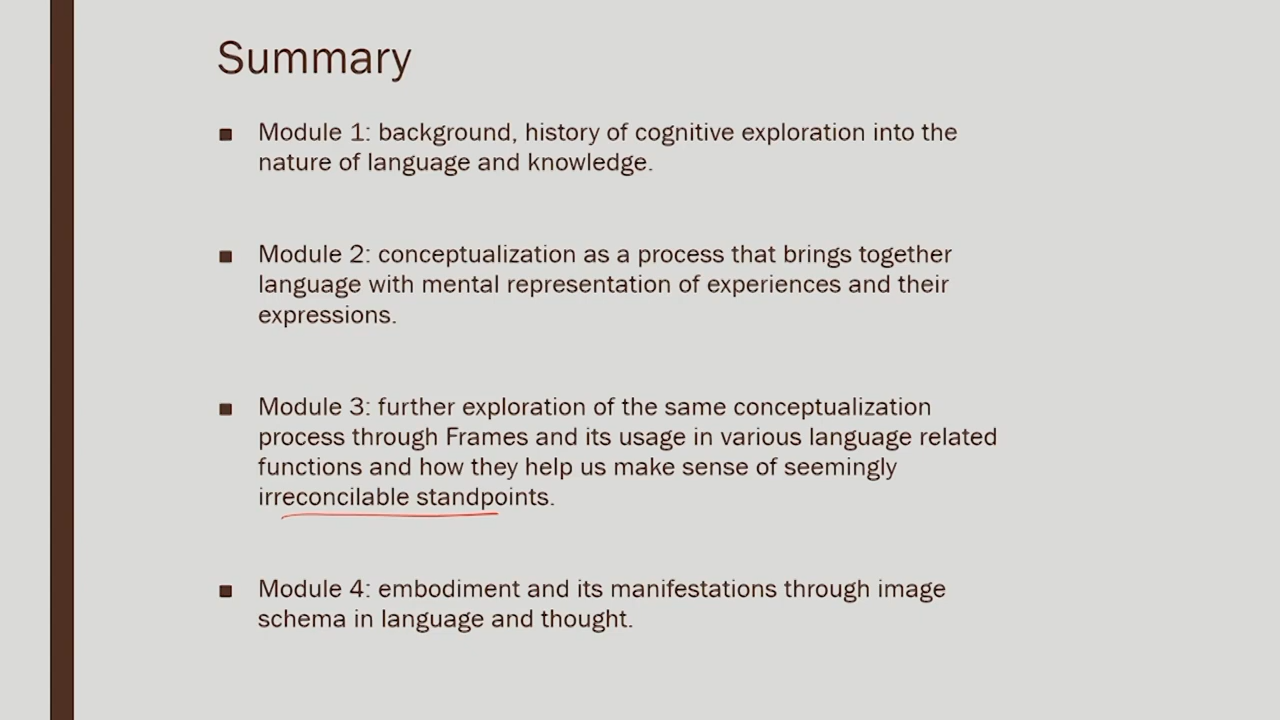 Summary
Module 1: background, history of cognitive exploration into the
nature of language and knowledge.
Module 2: conceptualization as a process that brings together
language with mental representation of experiences and their
expressions.
Module 3: further exploration of the same conceptualization
process through Frames and its usage in various language related
functions and how they help us make sense of seemingly
irreconcilable standpoints.
Module 4: embodiment and its manifestations through image
schema in language and thought.